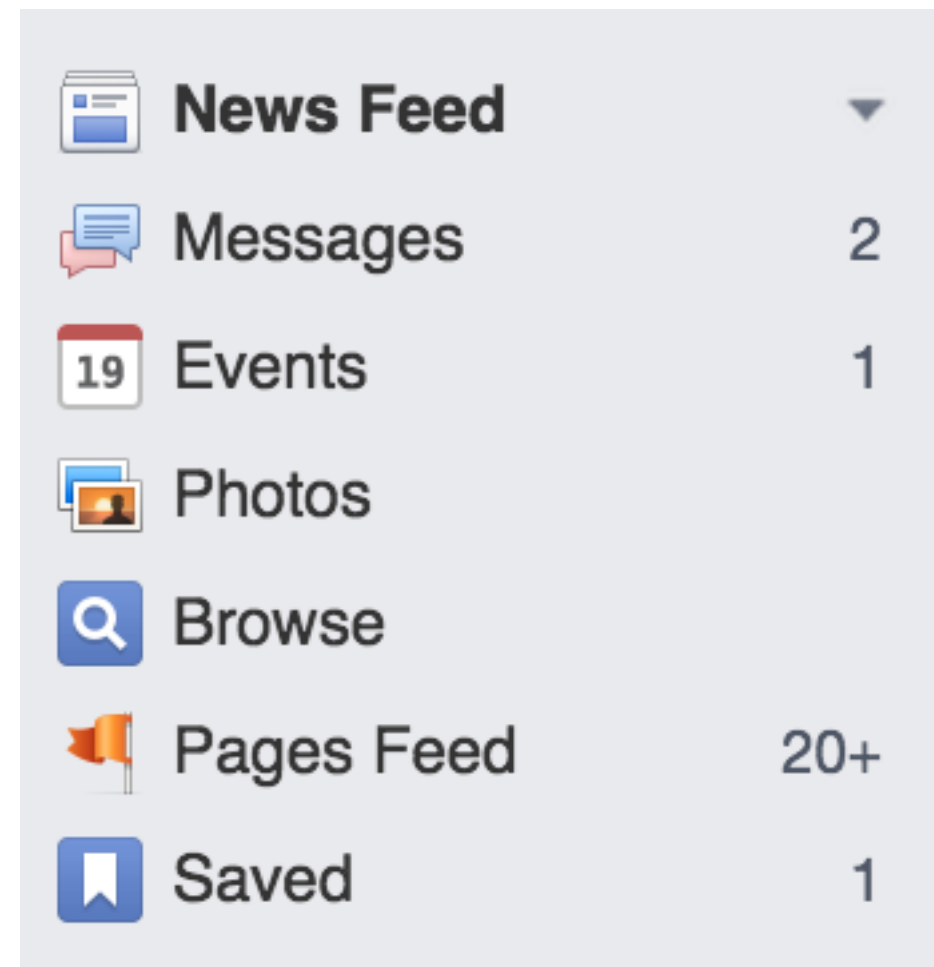 News Feed
Messages 2
19 Events 1
Photos
Browse
Pages Feed 20+
Saved 1